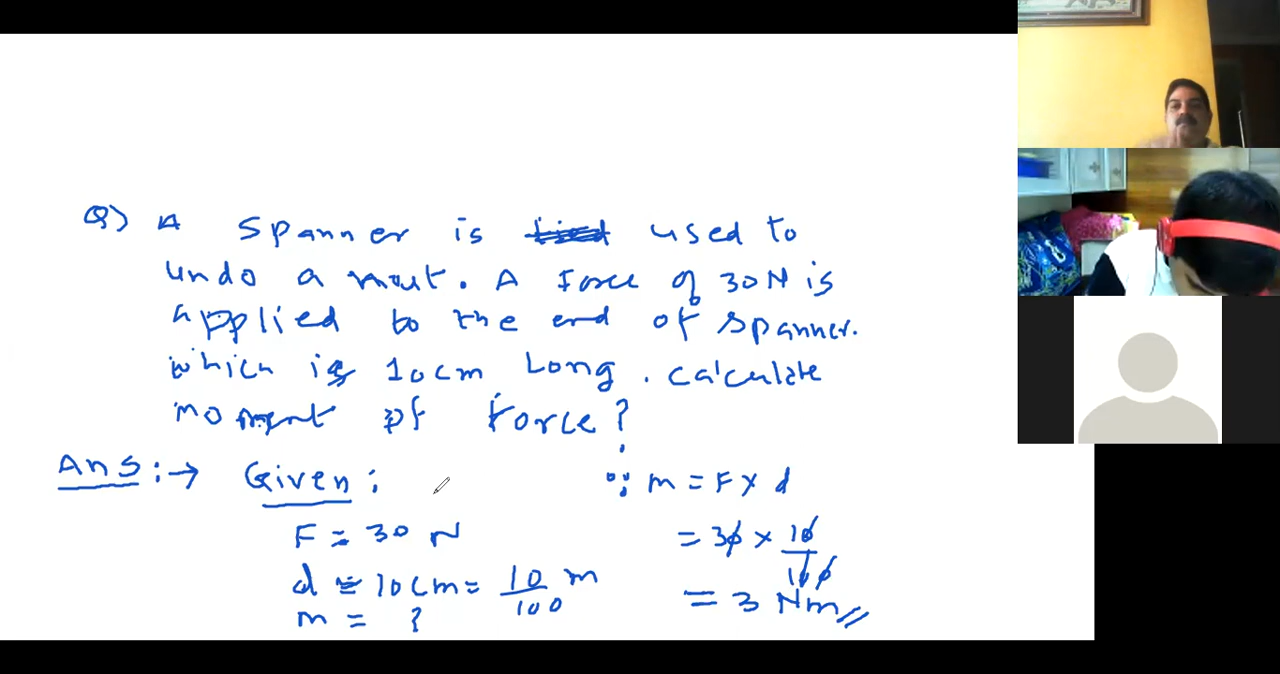 Q) A spanner is used to
undo a nut. A Force of 30N is
applied to the end of spanner.
which is 10cm Long. calculate
moment of Force?
Ans:→ Given:
F = 30 N
d = 10cm = 10/100 m
m = ?
∵ m = F × d
= 30 × 10/100
= 3 Nm//